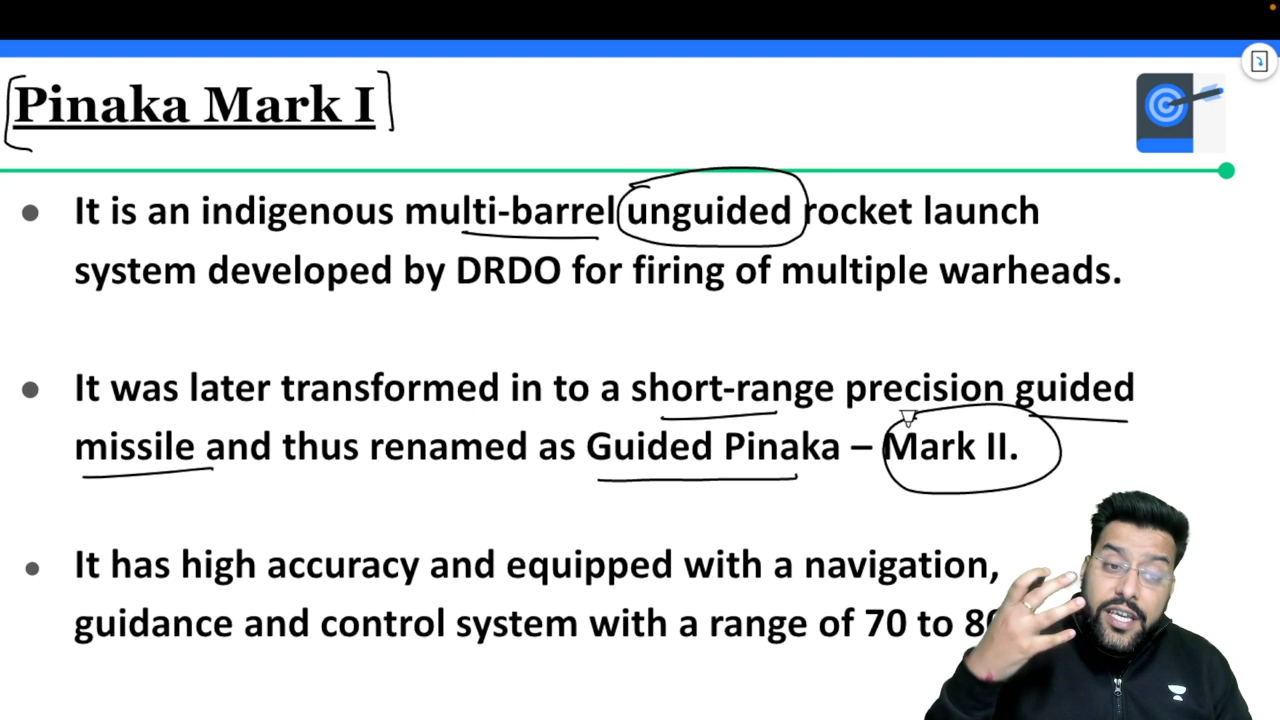 Pinaka Mark I
It is an indigenous multi-barrel unguided rocket launch
system developed by DRDO for firing of multiple warheads.
It was later transformed in to a short-range precision guided
missile and thus renamed as Guided Pinaka – Mark II.
It has high accuracy and equipped with a navigation,
guidance and control system with a range of 70 to